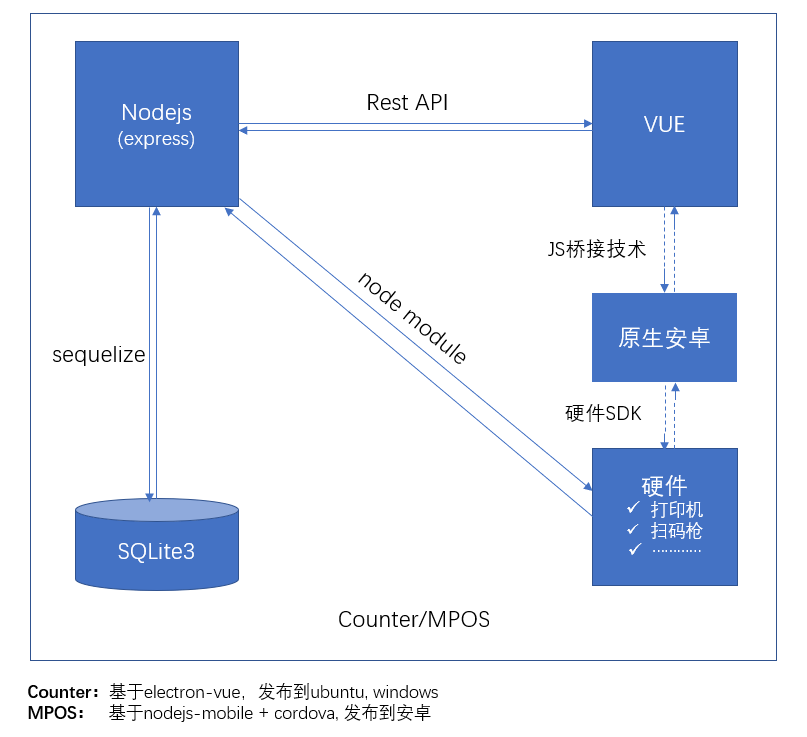 Nodejs
(express)
Rest API
VUE
JS桥接技术
node module
原生安卓
sequelize
硬件SDK
硬件
✓ 打印机
✓ 扫码枪
✓ …………
SQLite3
Counter/MPOS
Counter：基于electron-vue，发布到ubuntu, windows
MPOS： 基于nodejs-mobile + cordova, 发布到安卓